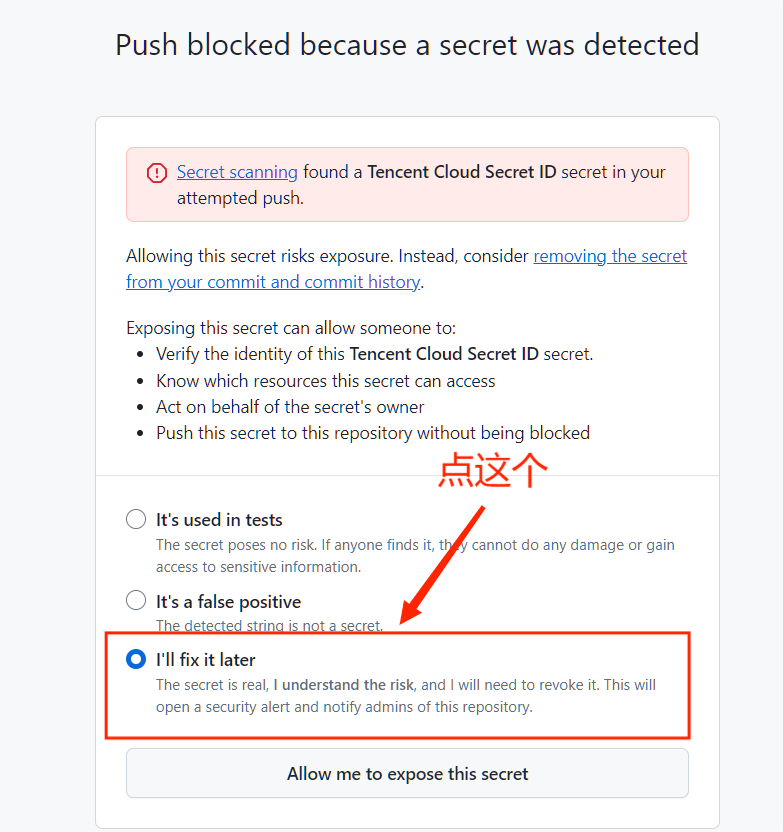 Push blocked because a secret was detected
Secret scanning found a Tencent Cloud Secret ID secret in your
attempted push.
Allowing this secret risks exposure. Instead, consider removing the secret
from your commit and commit history.
Exposing this secret can allow someone to:
• Verify the identity of this Tencent Cloud Secret ID secret.
• Know which resources this secret can access
• Act on behalf of the secret's owner
• Push this secret to this repository without being blocked
点这个
It's used in tests
The secret poses no risk. If anyone finds it, they cannot do any damage or gain
access to sensitive information.
It's a false positive
The detected string is not a secret.
I'll fix it later
The secret is real, I understand the risk, and I will need to revoke it. This will
open a security alert and notify admins of this repository.
Allow me to expose this secret